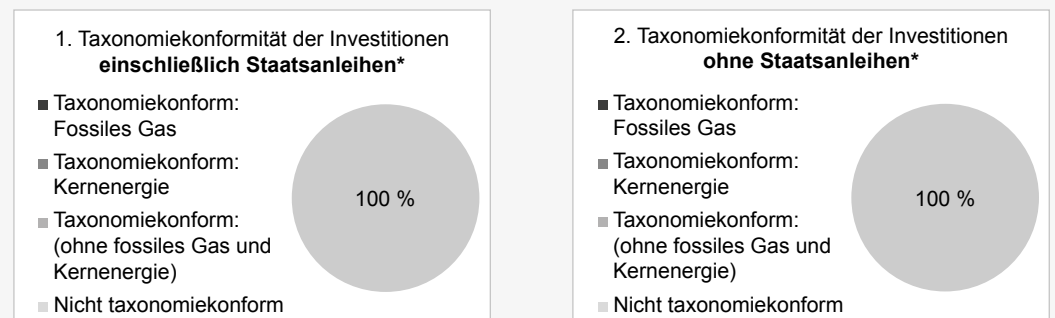 1. Taxonomiekonformität der Investitionen
einschließlich Staatsanleihen*
Taxonomiekonform:
Fossiles Gas
Taxonomiekonform:
Kernenergie
Taxonomiekonform:
(ohne fossiles Gas und
Kernenergie)
Nicht taxonomiekonform
100 %
2. Taxonomiekonformität der Investitionen
ohne Staatsanleihen*
Taxonomiekonform:
Fossiles Gas
Taxonomiekonform:
Kernenergie
Taxonomiekonform:
(ohne fossiles Gas und
Kernenergie)
Nicht taxonomiekonform
100 %